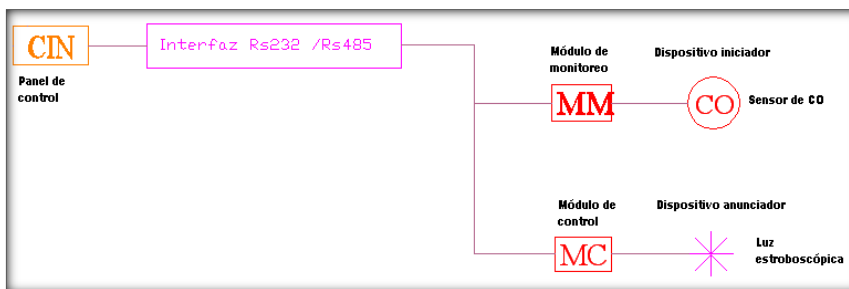 CIN
Interfaz Rs232 /Rs485
Panel de
control
Módulo de
monitoreo
Dispositivo iniciador
MM
CO
Sensor de CO
Módulo de
control
Dispositivo anunciador
MC
Luz
estroboscópica